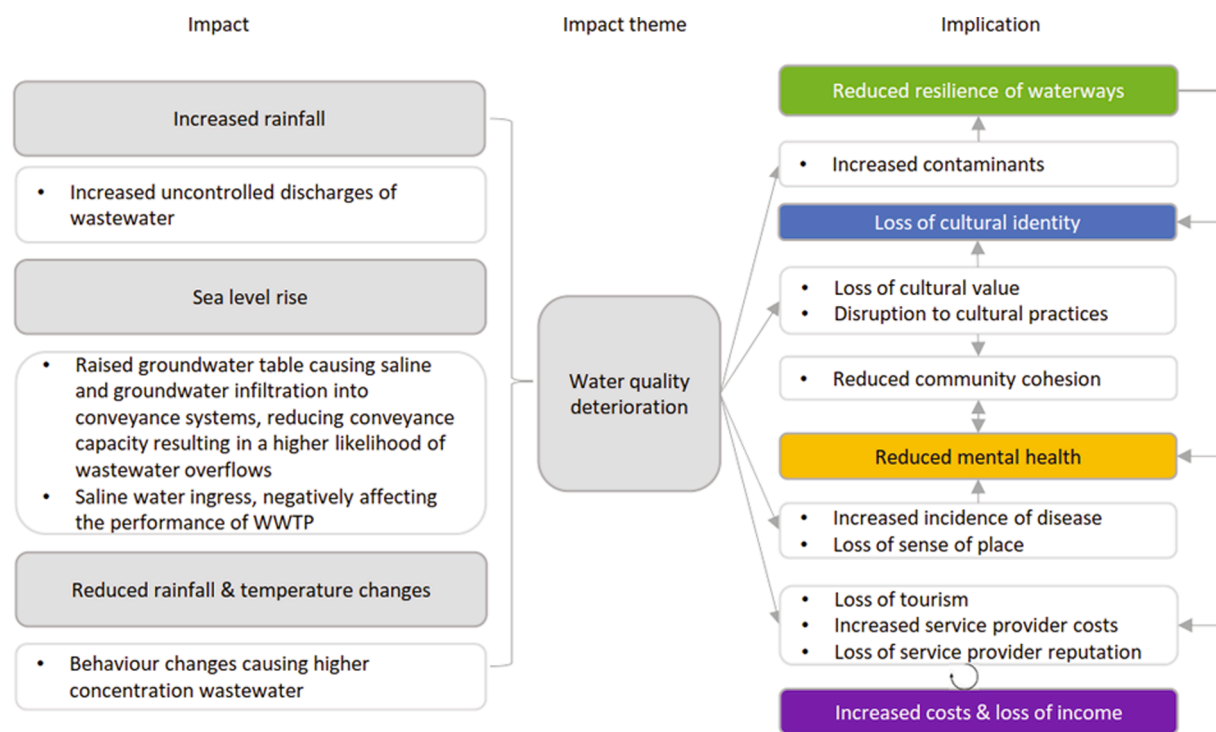 Impact
Impact theme
Implication
Increased rainfall
• Increased uncontrolled discharges of
wastewater
Sea level rise
• Raised groundwater table causing saline
and groundwater infiltration into
conveyance systems, reducing conveyance
capacity resulting in a higher likelihood of
wastewater overflows
• Saline water ingress, negatively affecting
the performance of WWTP
Reduced rainfall & temperature changes
• Behaviour changes causing higher
concentration wastewater
Water quality
deterioration
Reduced resilience of waterways
• Increased contaminants
Loss of cultural identity
• Loss of cultural value
• Disruption to cultural practices
• Reduced community cohesion
Reduced mental health
• Increased incidence of disease
• Loss of sense of place
• Loss of tourism
• Increased service provider costs
• Loss of service provider reputation
Increased costs & loss of income